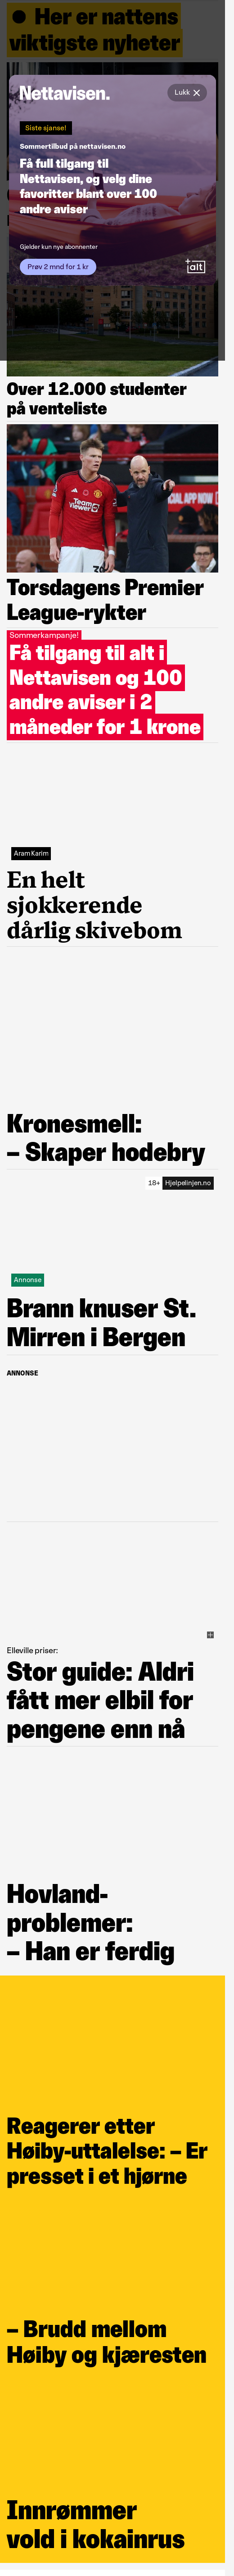 ● Her er nattens
viktigste nyheter
Nettavisen.
Lukk
Siste sjanse!
Sommertilbud på nettavisen.no
Få full tilgang til
Nettavisen, og velg dine
favoritter blant over 100
andre aviser
Gjelder kun nye abonnenter
Prøv 2 mnd for 1 kr
+alt
Over 12.000 studenter
på venteliste
TeamViewer
Torsdagens Premier
League-rykter
Sommerkampanje!
Få tilgang til alt i
Nettavisen og 100
andre aviser i 2
måneder for 1 krone
Aram Karim
En helt
sjokkerende
dårlig skivebom
Kronesmell:
– Skaper hodebry
18+ Hjelpelinjen.no
Annonse
Brann knuser St.
Mirren i Bergen
ANNONSE
Elleville priser:
Stor guide: Aldri
fått mer elbil for
pengene enn nå
Hovland-
problemer:
– Han er ferdig
Reagerer etter
Høiby-uttalelse: – Er
presset i et hjørne
– Brudd mellom
Høiby og kjæresten
Innrømmer
vold i kokainrus